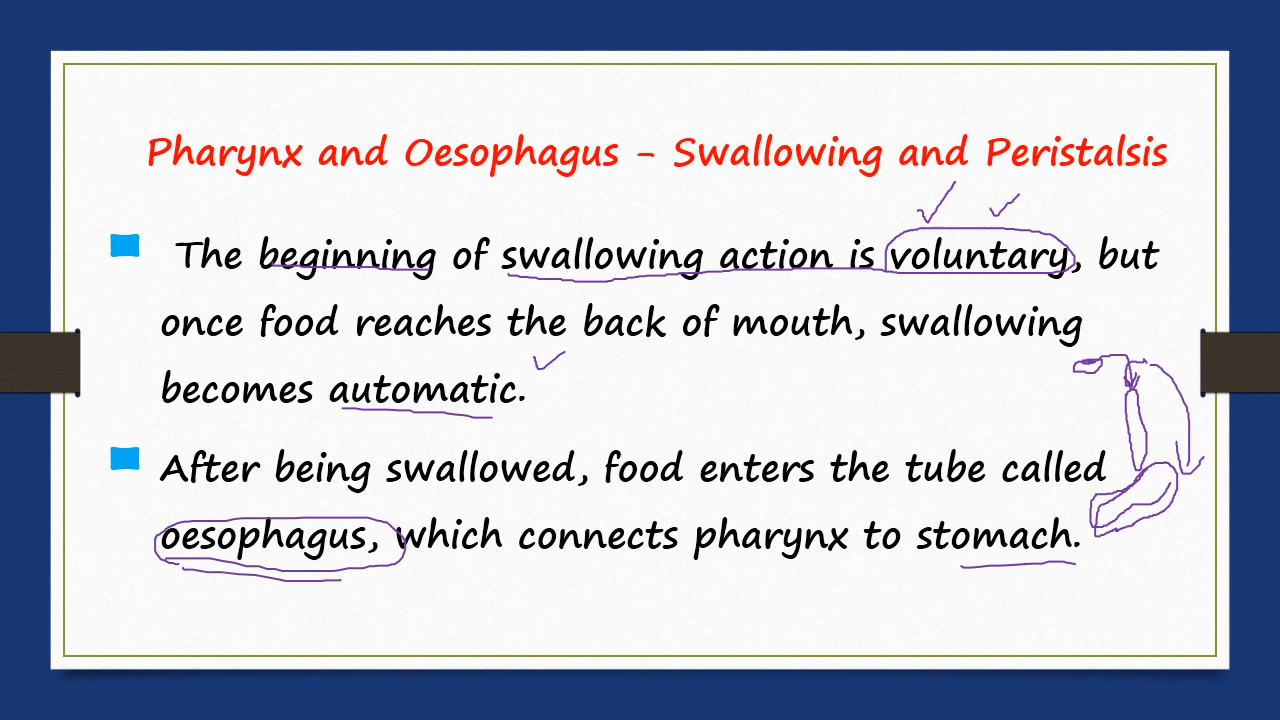 Pharynx and Oesophagus - Swallowing and Peristalsis
The beginning of swallowing action is voluntary, but
once food reaches the back of mouth, swallowing
becomes automatic.
After being swallowed, food enters the tube called
oesophagus, which connects pharynx to stomach.